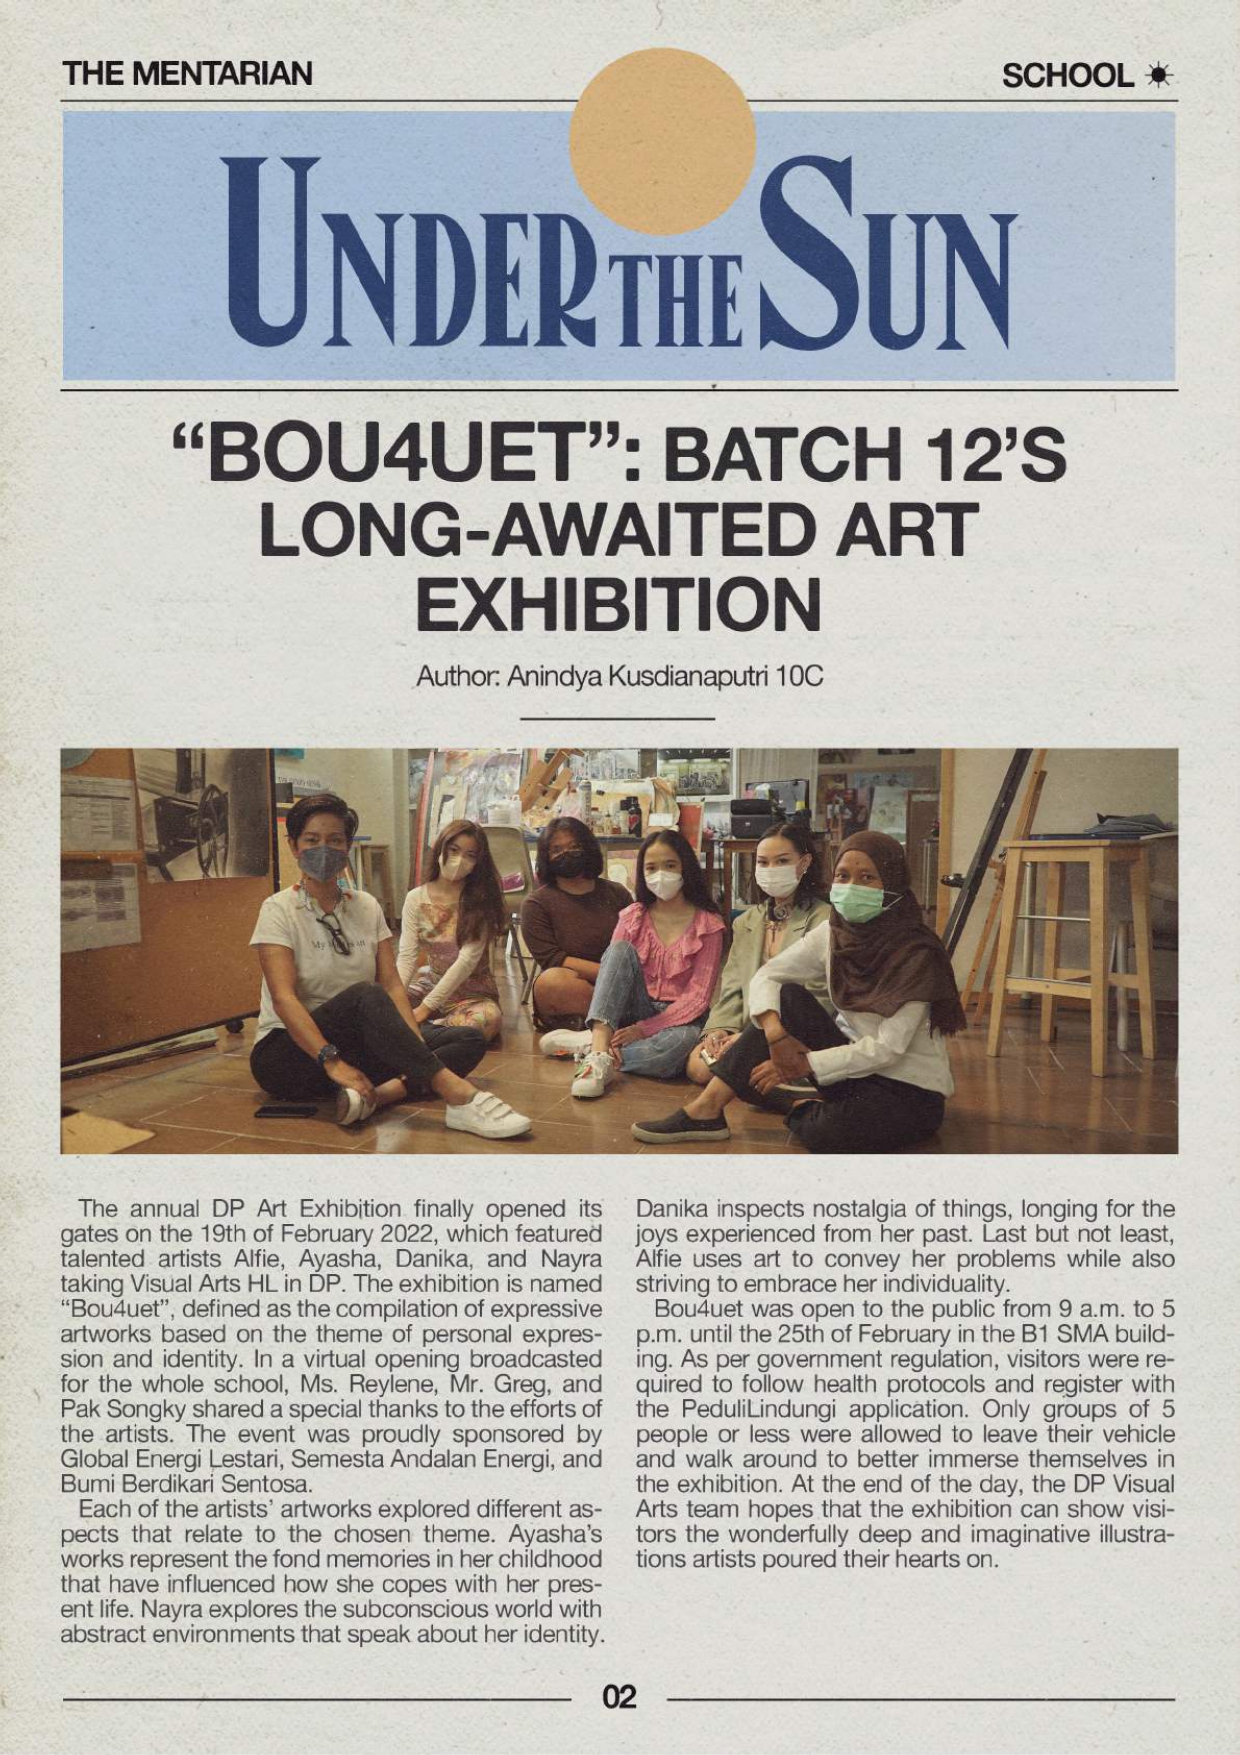 THE MENTARIAN
SCHOOL
UNDER THE SUN
“BOU4UET”: BATCH 12’S
LONG-AWAITED ART
EXHIBITION
Author: Anindya Kusdianaputri 10C
The annual DP Art Exhibition finally opened its
gates on the 19th of February 2022, which featured
talented artists Alfie, Ayasha, Danika, and Nayra
taking Visual Arts HL in DP. The exhibition is named
“Bou4uet”, defined as the compilation of expressive
artworks based on the theme of personal expres-
sion and identity. In a virtual opening broadcasted
for the whole school, Ms. Reylene, Mr. Greg, and
Pak Songky shared a special thanks to the efforts of
the artists. The event was proudly sponsored by
Global Energi Lestari, Semesta Andalan Energi, and
Bumi Berdikari Sentosa.
Each of the artists’ artworks explored different as-
pects that relate to the chosen theme. Ayasha’s
works represent the fond memories in her childhood
that have influenced how she copes with her pres-
ent life. Nayra explores the subconscious world with
abstract environments that speak about her identity.
Danika inspects nostalgia of things, longing for the
joys experienced from her past. Last but not least,
Alfie uses art to convey her problems while also
striving to embrace her individuality.
Bou4uet was open to the public from 9 a.m. to 5
p.m. until the 25th of February in the B1 SMA build-
ing. As per government regulation, visitors were re-
quired to follow health protocols and register with
the PeduliLindungi application. Only groups of 5
people or less were allowed to leave their vehicle
and walk around to better immerse themselves in
the exhibition. At the end of the day, the DP Visual
Arts team hopes that the exhibition can show visi-
tors the wonderfully deep and imaginative illustra-
tions artists poured their hearts on.
02